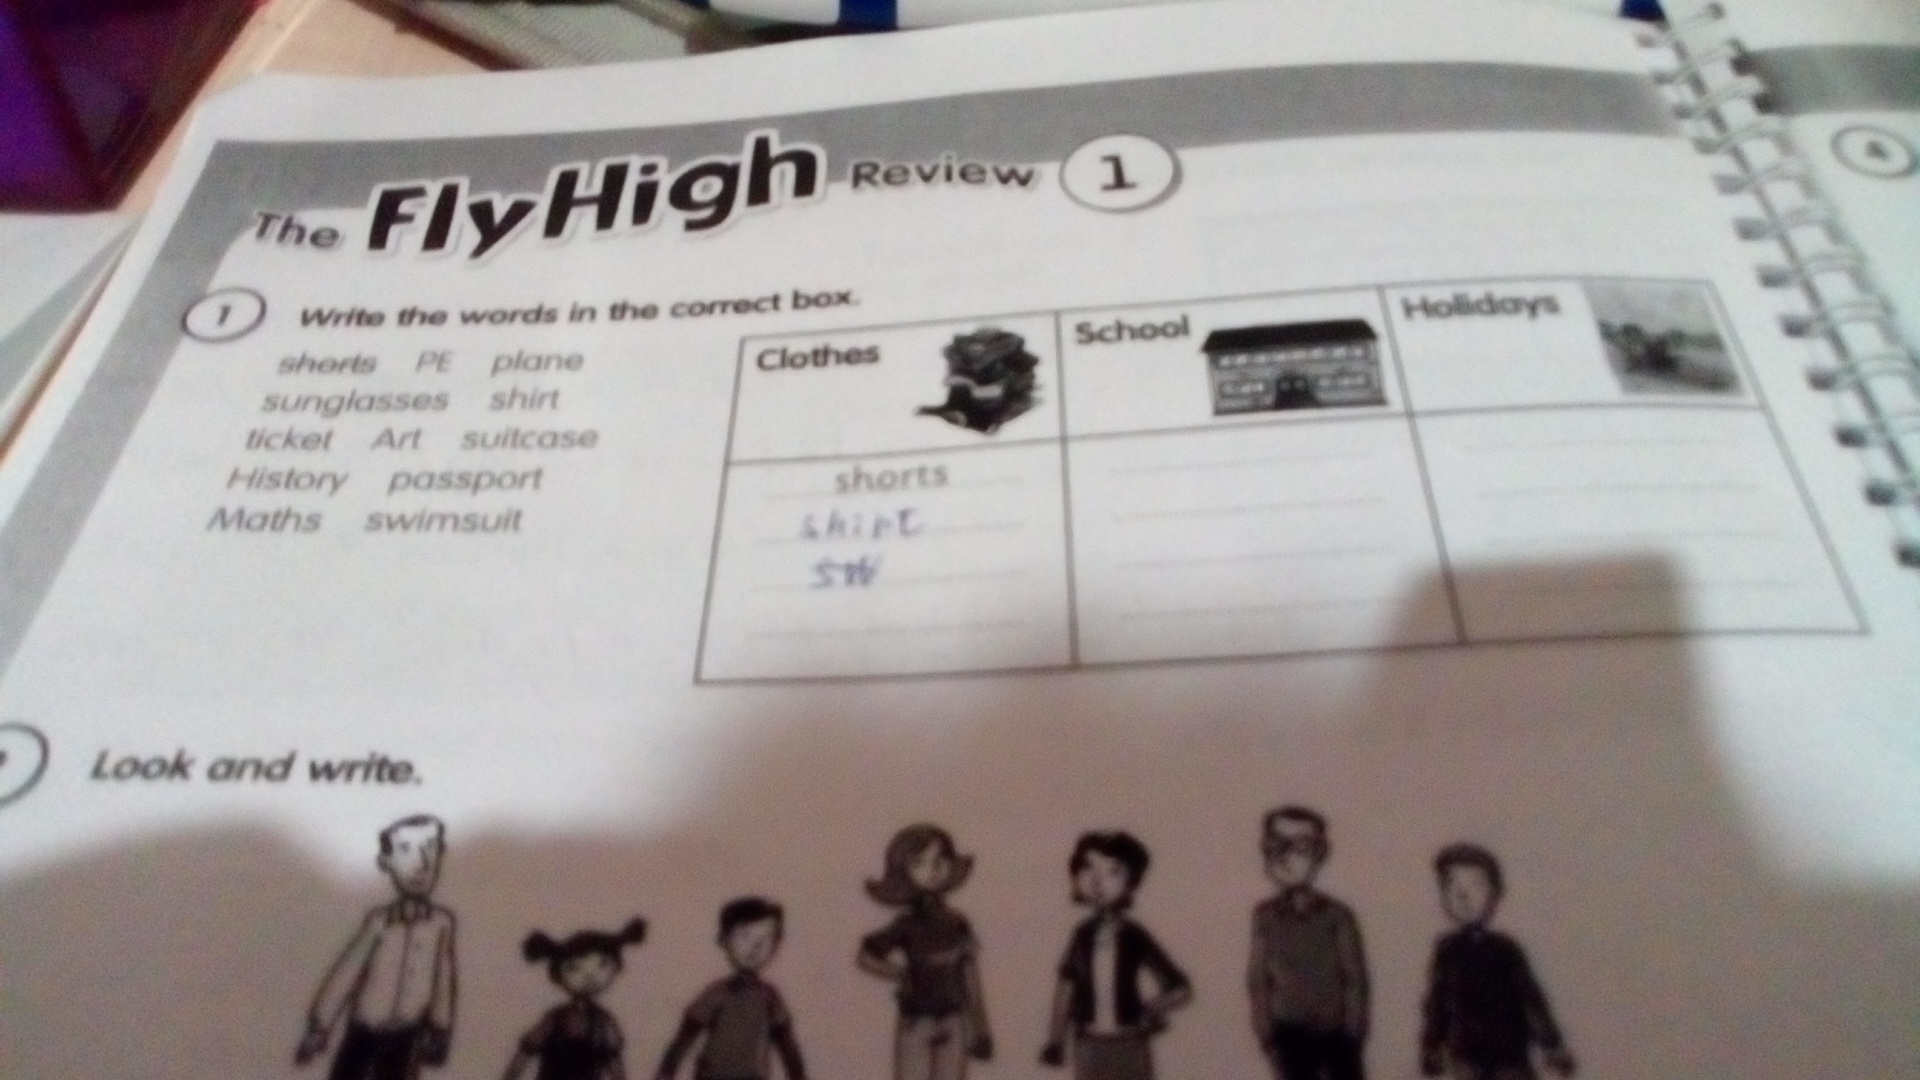 The FlyHigh Review 1
1 Write the words in the correct box.
shorts PE plane
sunglasses shirt
ticket Art suitcase
History passport
Maths swimsuit
Clothes
School
Holidays
shorts
shirt
Look and write.
4